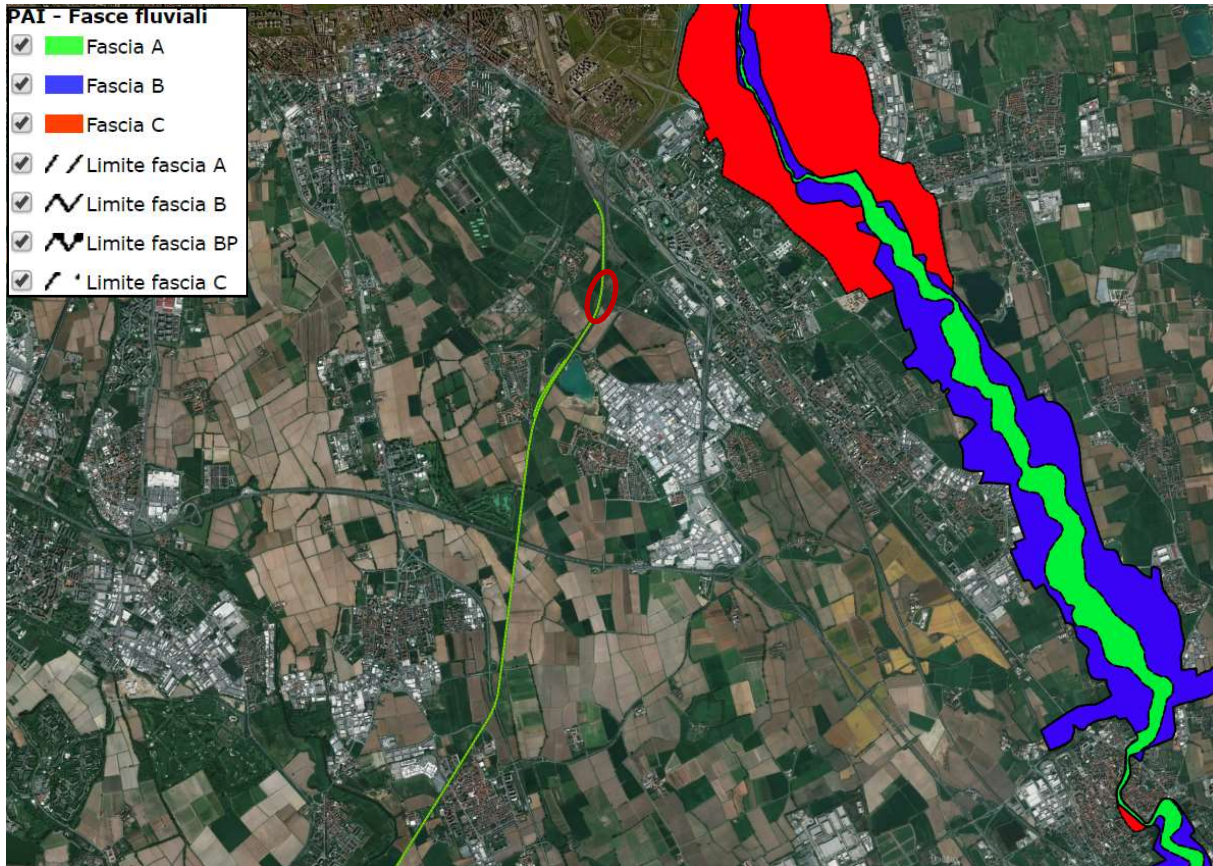 PAI - Fasce fluviali
Fascia A
Fascia B
Fascia C
Limite fascia A
Limite fascia B
Limite fascia BP
Limite fascia C